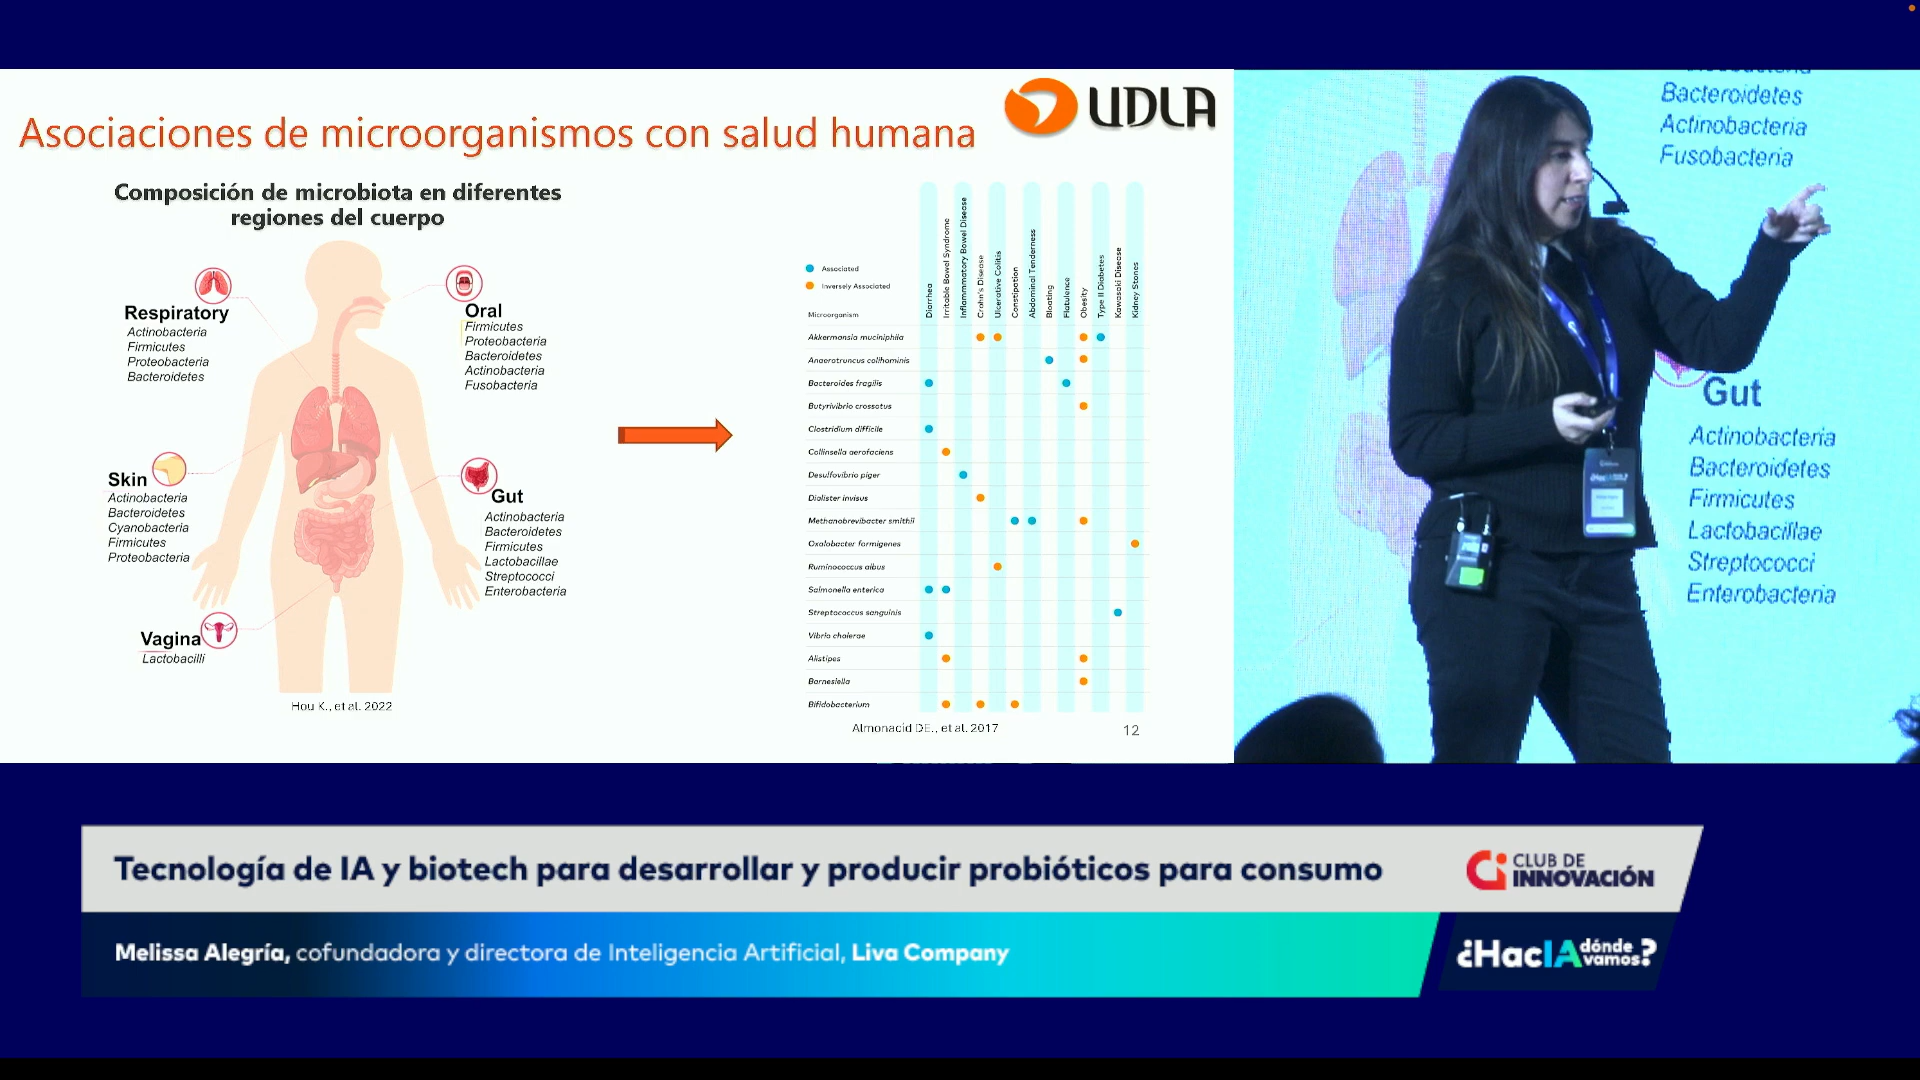 UDLA
Asociaciones de microorganismos con salud humana
Composición de microbiota en diferentes
regiones del cuerpo
Respiratory
Actinobacteria
Firmicutes
Proteobacteria
Bacteroidetes
Oral
Firmicutes
Proteobacteria
Bacteroidetes
Actinobacteria
Fusobacteria
Skin
Actinobacteria
Bacteroidetes
Cyanobacteria
Firmicutes
Proteobacteria
Gut
Actinobacteria
Bacteroidetes
Firmicutes
Lactobacillae
Streptococci
Enterobacteria
Vagina
Lactobacilli
Hou K., et al. 2022
Associated
Inversely Associated
Microorganism
Diarrhea
Irritable Bowel Syndrome
Inflammmatory Bowel Disease
Crohn's Disease
Ulcerative Colitis
Constipation
Abdominal Tenderness
Bloating
Flatulence
Obesity
Type II Diabetes
Kawasaki Disease
Kidney Stones
Akkermansia muciniphila
Anaerotruncus colihominis
Bacteroides fragilis
Butyrivibrio crossotus
Clostridium difficile
Collinsella aerofaciens
Desulfovibrio piger
Dialister invisus
Methanobrevibacter smithii
Oxalobacter formigenes
Ruminococcus albus
Salmonella enterica
Streptococcus sanguinis
Vibrio cholerae
Alistipes
Barnesiella
Bifidobacterium
Almonacid DE., et al. 2017
12
Bacteroidetes
Actinobacteria
Fusobacteria
Gut
Actinobacteria
Bacteroidetes
Firmicutes
Lactobacillae
Streptococci
Enterobacteria
Tecnología de IA y biotech para desarrollar y producir probióticos para consumo
CLUB DE
INNOVACIÓN
Melissa Alegría, cofundadora y directora de Inteligencia Artificial, Liva Company
¿HacIA dónde vamos?